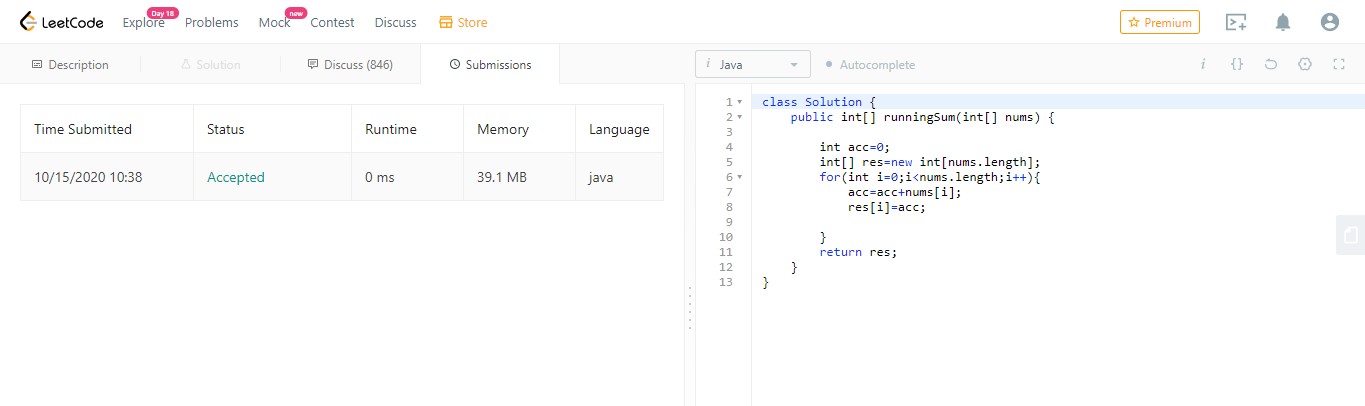 LeetCode Explore Day 18 Problems Mock new Contest Discuss Store Premium
Description Solution Discuss (846) Submissions
i Java Autocomplete i {}
Time Submitted Status Runtime Memory Language
10/15/2020 10:38 Accepted 0 ms 39.1 MB java
1 class Solution {
2 public int[] runningSum(int[] nums) {
3
4 int acc=0;
5 int[] res=new int[nums.length];
6 for(int i=0;i<nums.length;i++){
7 acc=acc+nums[i];
8 res[i]=acc;
9
10 }
11 return res;
12 }
13 }